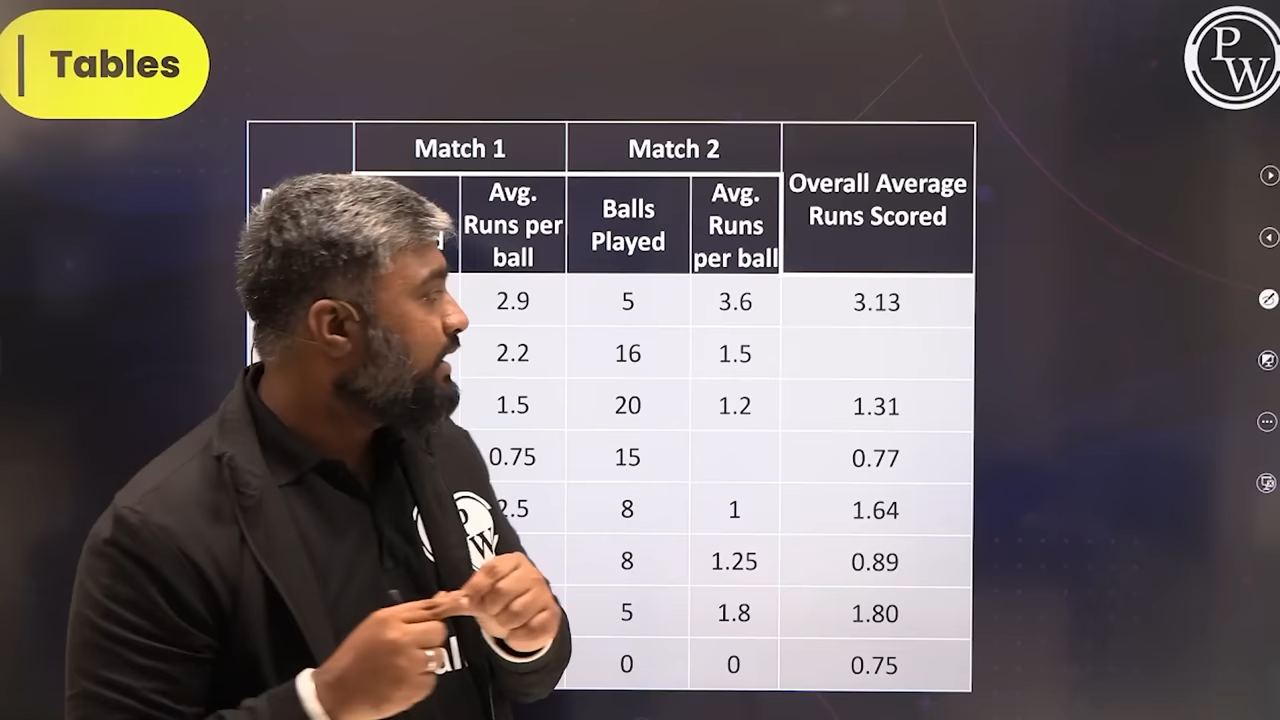 Tables
PW
Match 1
Match 2
Overall Average
Runs Scored
Avg.
Runs per
ball
Balls
Played
Avg.
Runs
per ball
2.9 5 3.6 3.13
2.2 16 1.5
1.5 20 1.2 1.31
0.75 15 0.77
2.5 8 1 1.64
8 1.25 0.89
5 1.8 1.80
0 0 0.75
PW